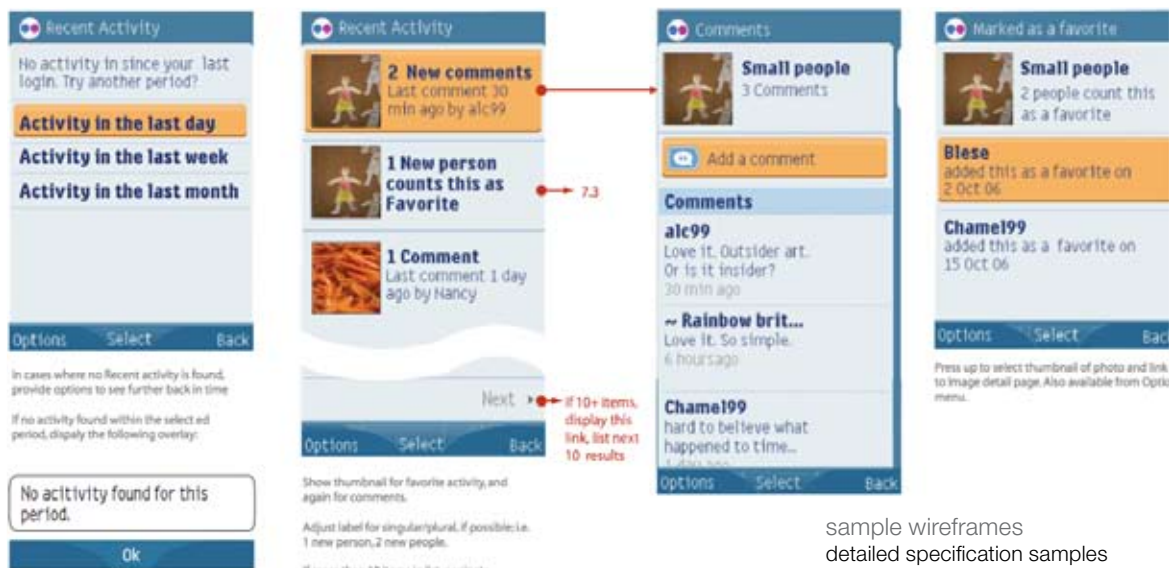 Recent Activity
No activity in since your last
login. Try another period?
Activity in the last day
Activity in the last week
Activity in the last month
Options Select Back
In cases where no Recent activity is found,
provide options to see further back in time
If no activity found within the select ed
period, dispaly the following overlay:
No acitivity found for this
period.
Ok
Recent Activity
2 New comments
Last comment 30
min ago by alc99
1 New person
counts this as
Favorite
7.3
1 Comment
Last comment 1 day
ago by Nancy
Next
If 10+ items,
display this
link, list next
10 results
Options Select Back
Show thumbnail for favorite activity, and
again for comments.
Adjust label for singular/plural, if possible: i.e.
1 new person, 2 new people.
Comments
Small people
3 Comments
Add a comment
Comments
alc99
Love it. Outsider art.
Or is it insider?
30 min ago
~ Rainbow brit...
Love it. So simple.
6 hoursago
Chamel99
hard to believe what
happened to time...
1 day ago
Options Select Back
Marked as a favorite
Small people
2 people count this
as a favorite
Blese
added this as a favorite on
2 Oct 06
Chamel99
added this as a favorite on
15 Oct 06
Options Select Bac
Press up to select thumbnail of photo and link
to image detail page. Also available from Optio
menu.
sample wireframes
detailed specification samples